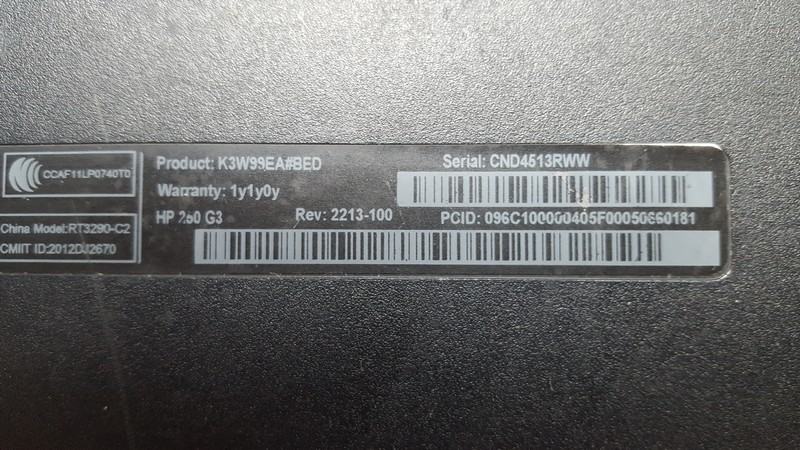 CCAF11LP0740T0
China Model:RT3290-C2
CMIIT ID:2012DJ2670
Product: K3W99EA#BED
Serial: CND4513RWW
Warranty: 1y1y0y
HP 250 G3
Rev: 2213-100
PCID: 096C100000405F00050660181